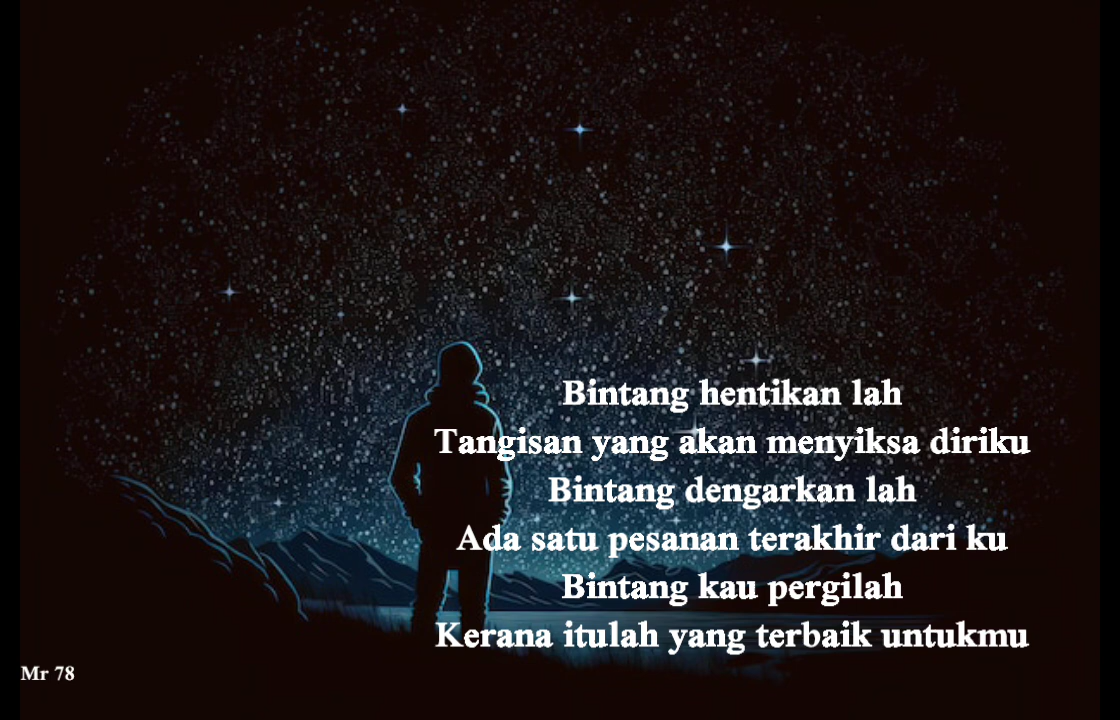 Bintang hentikan lah
Tangisan yang akan menyiksa diriku
Bintang dengarkan lah
Ada satu pesanan terakhir dari ku
Bintang kau pergilah
Kerana itulah yang terbaik untukmu
Mr 78